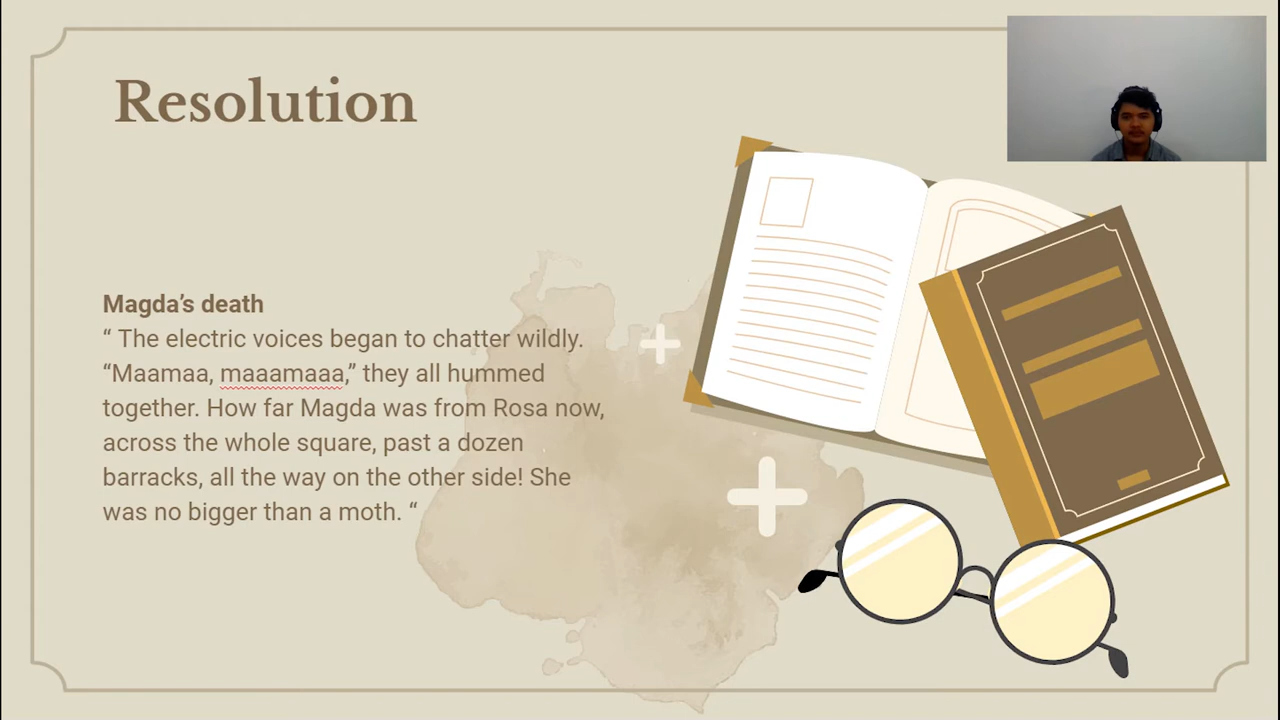 Resolution
Magda’s death
“ The electric voices began to chatter wildly.
“Maamaa, maaamaaa,” they all hummed
together. How far Magda was from Rosa now,
across the whole square, past a dozen
barracks, all the way on the other side! She
was no bigger than a moth. “